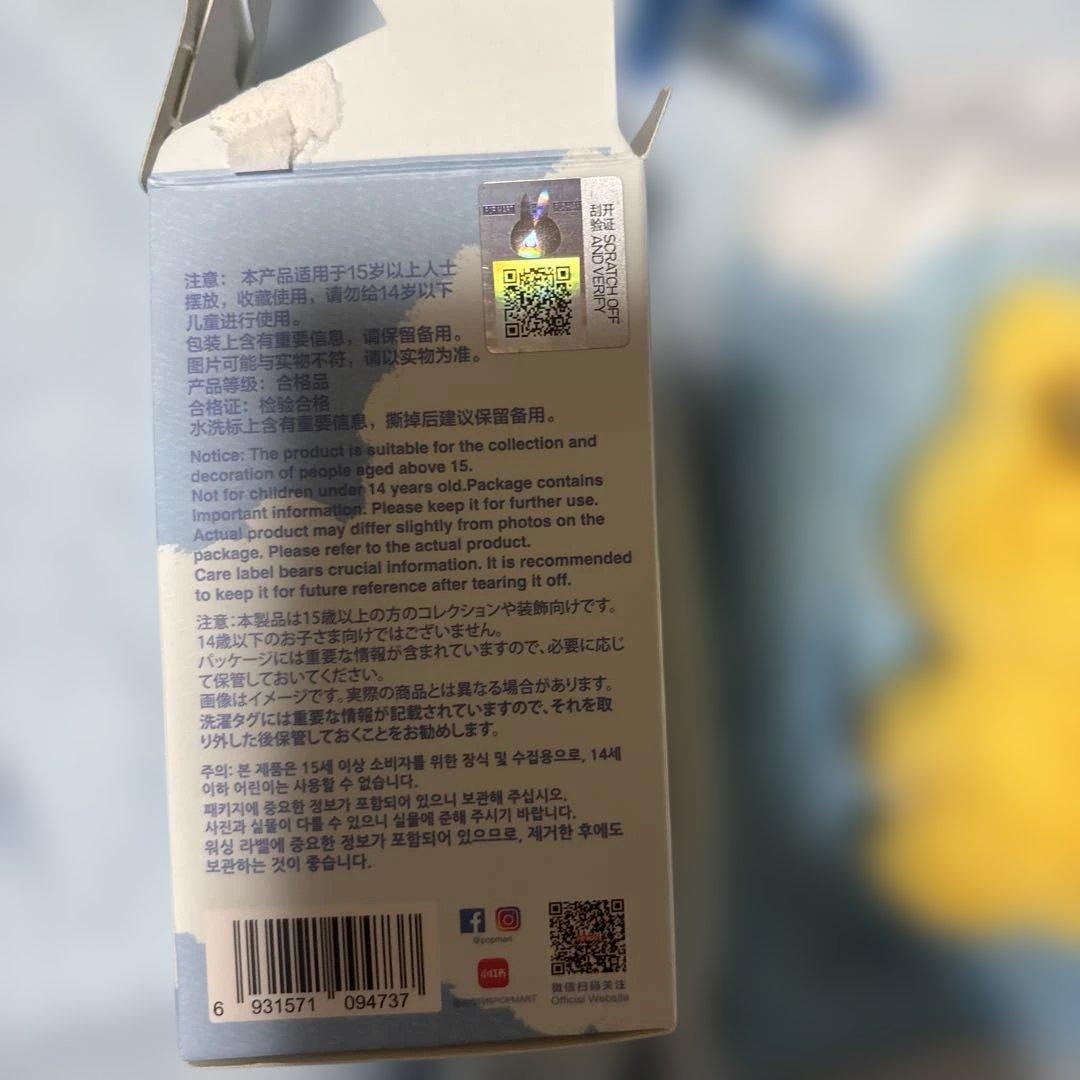 注意： 本产品适用于15岁以上人士
摆放，收藏使用，请勿给14岁以下
儿童进行使用。
包装上含有重要信息，请保留备用。
图片可能与实物不符，请以实物为准。
产品等级：合格品
合格证：检验合格
水洗标上含有重要信息，撕掉后建议保留备用。
刮开
验证 SCRATCH OFF
AND VERIFY
Notice: The product is suitable for the collection and
decoration of people aged above 15.
Not for children under 14 years old.Package contains
Important information. Please keep it for further use.
Actual product may differ slightly from photos on the
package. Please refer to the actual product.
Care label bears crucial information. It is recommended
to keep it for future reference after tearing it off.
注意:本製品は15歳以上の方のコレクションや装飾向けです。
14歳以下のお子さま向けではございません。
パッケージには重要な情報が含まれていますので、必要に応じ
て保管しておいてください。
画像はイメージです。実際の商品とは異なる場合があります。
洗濯タグには重要な情報が記載されていますので、それを取
り外した後保管しておくことをお勧めします。
주의: 본 제품은 15세 이상 소비자를 위한 장식 및 수집용으로, 14세
이하 어린이는 사용할 수 없습니다.
패키지에 중요한 정보가 포함되어 있으니 보관해 주십시오.
사진과 실물이 다를 수 있으니 실물에 준해 주시기 바랍니다.
워싱 라벨에 중요한 정보가 포함되어 있으므로, 제거한 후에도
보관하는 것이 좋습니다.
6 931571 094737
@popmart
小红书
POPMART
微信扫码关注
Official Website